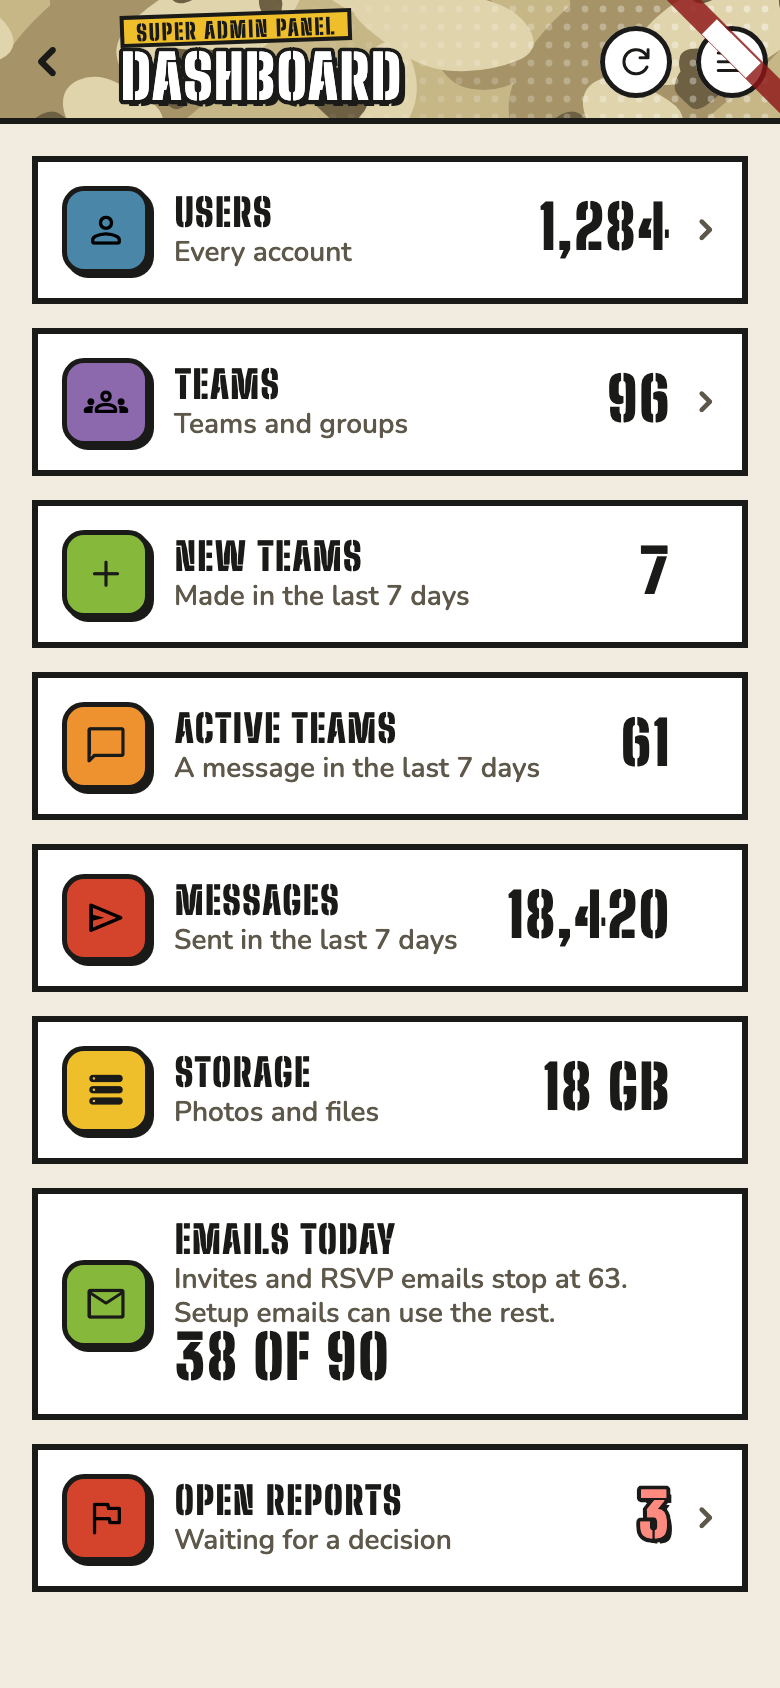 SUPER ADMIN PANEL
DASHBOARD
USERS
Every account
1,284
TEAMS
Teams and groups
96
NEW TEAMS
Made in the last 7 days
7
ACTIVE TEAMS
A message in the last 7 days
61
MESSAGES
Sent in the last 7 days
18,420
STORAGE
Photos and files
18 GB
EMAILS TODAY
Invites and RSVP emails stop at 63.
Setup emails can use the rest.
38 OF 90
OPEN REPORTS
Waiting for a decision
3